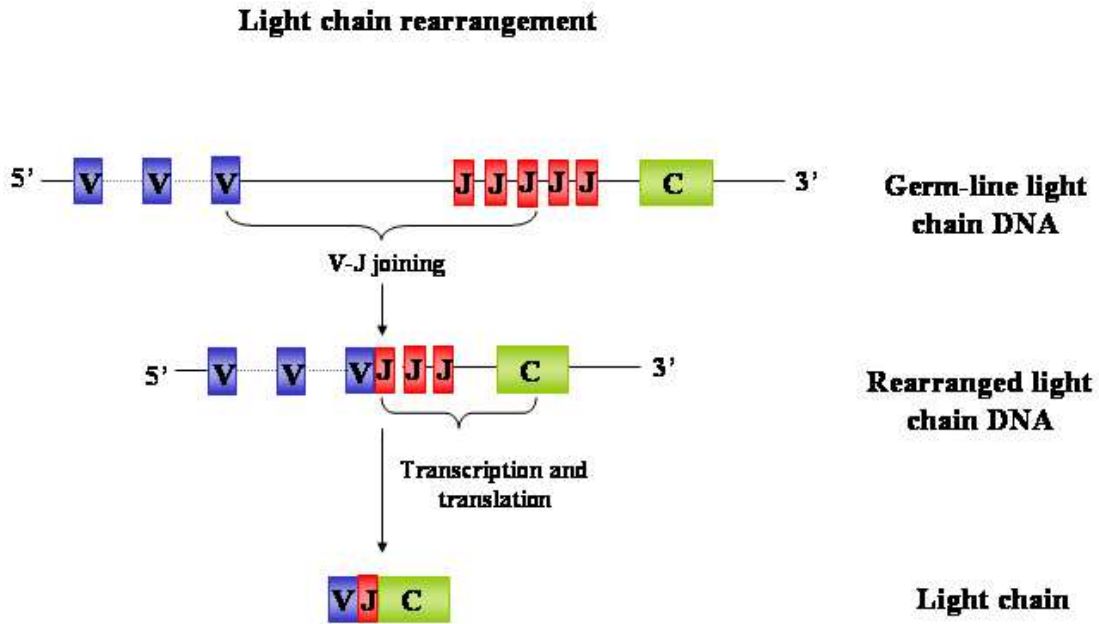 Light chain rearrangement
5’ V V V J J J J J C 3’
Germ-line light
chain DNA
V-J joining
5’ V V V J J J C 3’
Rearranged light
chain DNA
Transcription and
translation
V J C
Light chain